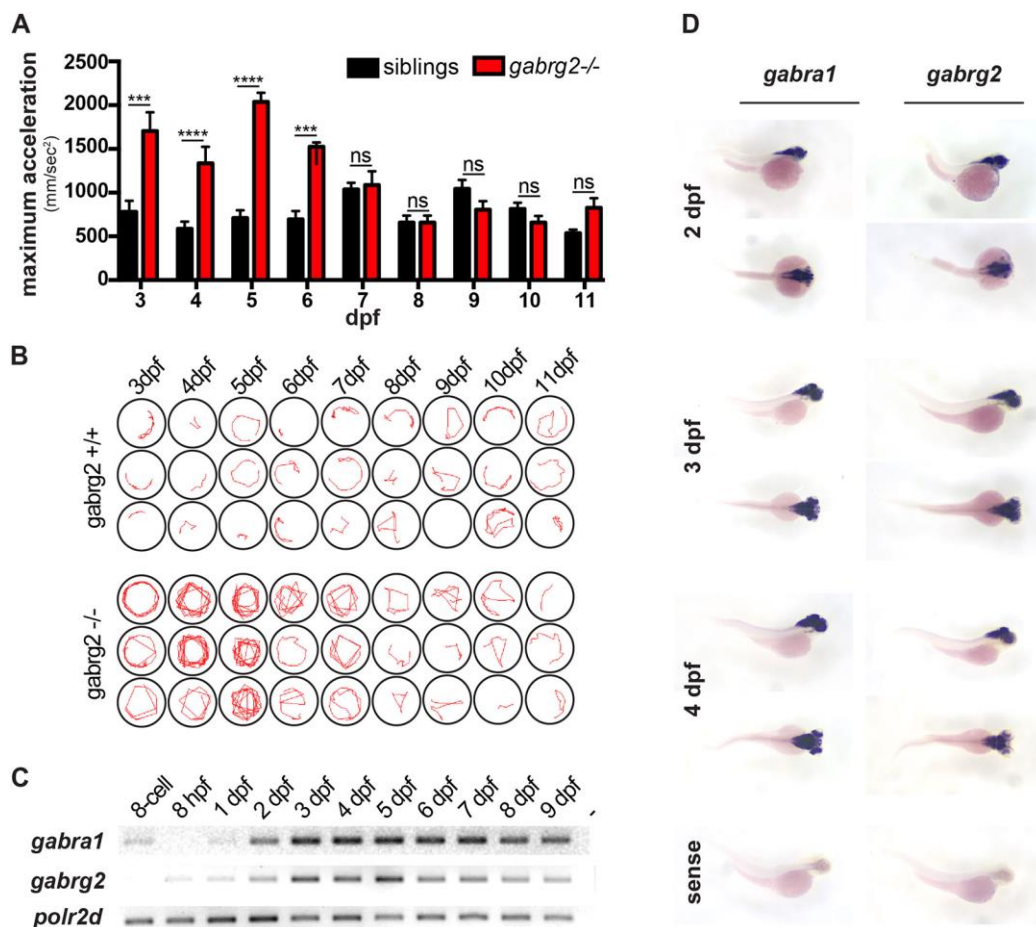 A
maximum acceleration
(mm/sec²)
2500
2000
1500
1000
500
0
siblings
gabrg2-/-
***
****
****
***
ns
ns
ns
ns
ns
3 4 5 6 7 8 9 10 11
dpf
B
3dpf 4dpf 5dpf 6dpf 7dpf 8dpf 9dpf 10dpf 11dpf
gabrg2 +/+
gabrg2 -/-
C
8-cell 8 hpf 1 dpf 2 dpf 3 dpf 4 dpf 5 dpf 6 dpf 7 dpf 8 dpf 9 dpf -
gabra1
gabrg2
polr2d
D
gabra1 gabrg2
2 dpf
3 dpf
4 dpf
sense